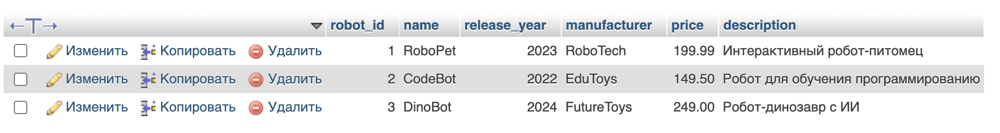 ←T→ robot_id name release_year manufacturer price description
Изменить Копировать Удалить 1 RoboPet 2023 RoboTech 199.99 Интерактивный робот-питомец
Изменить Копировать Удалить 2 CodeBot 2022 EduToys 149.50 Робот для обучения программированию
Изменить Копировать Удалить 3 DinoBot 2024 FutureToys 249.00 Робот-динозавр с ИИ